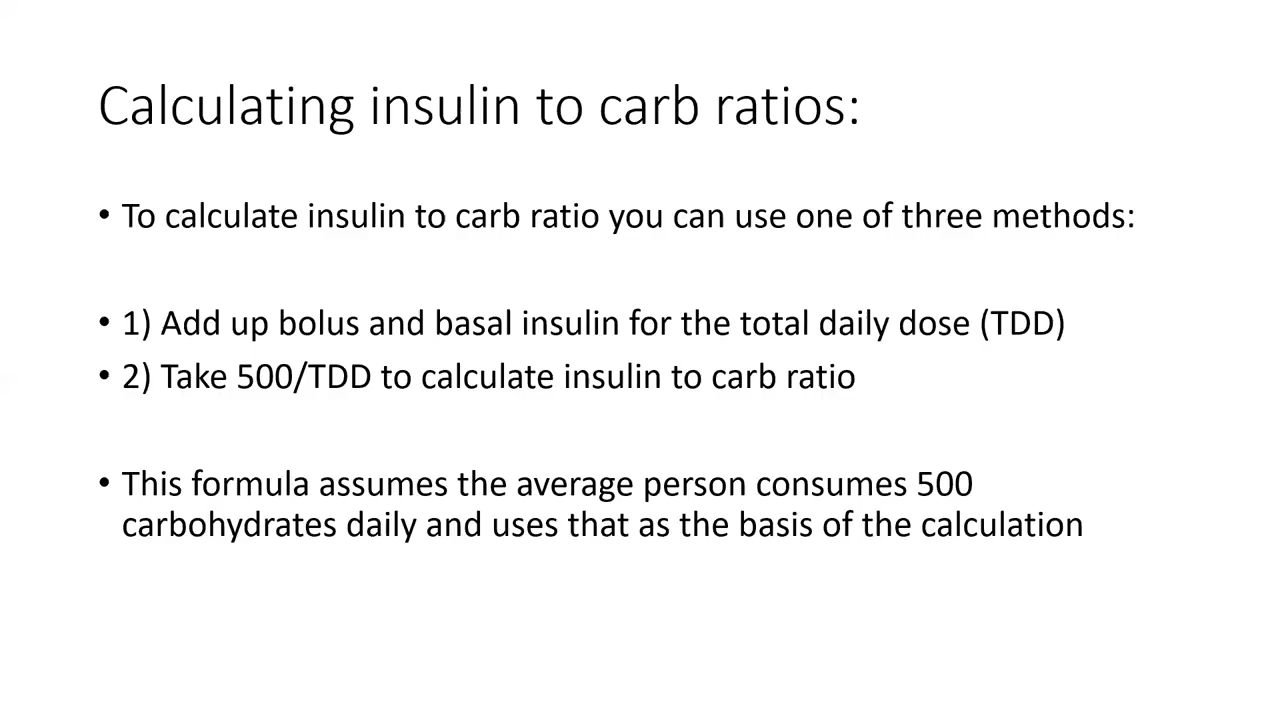 Calculating insulin to carb ratios:
• To calculate insulin to carb ratio you can use one of three methods:
• 1) Add up bolus and basal insulin for the total daily dose (TDD)
• 2) Take 500/TDD to calculate insulin to carb ratio
• This formula assumes the average person consumes 500
carbohydrates daily and uses that as the basis of the calculation